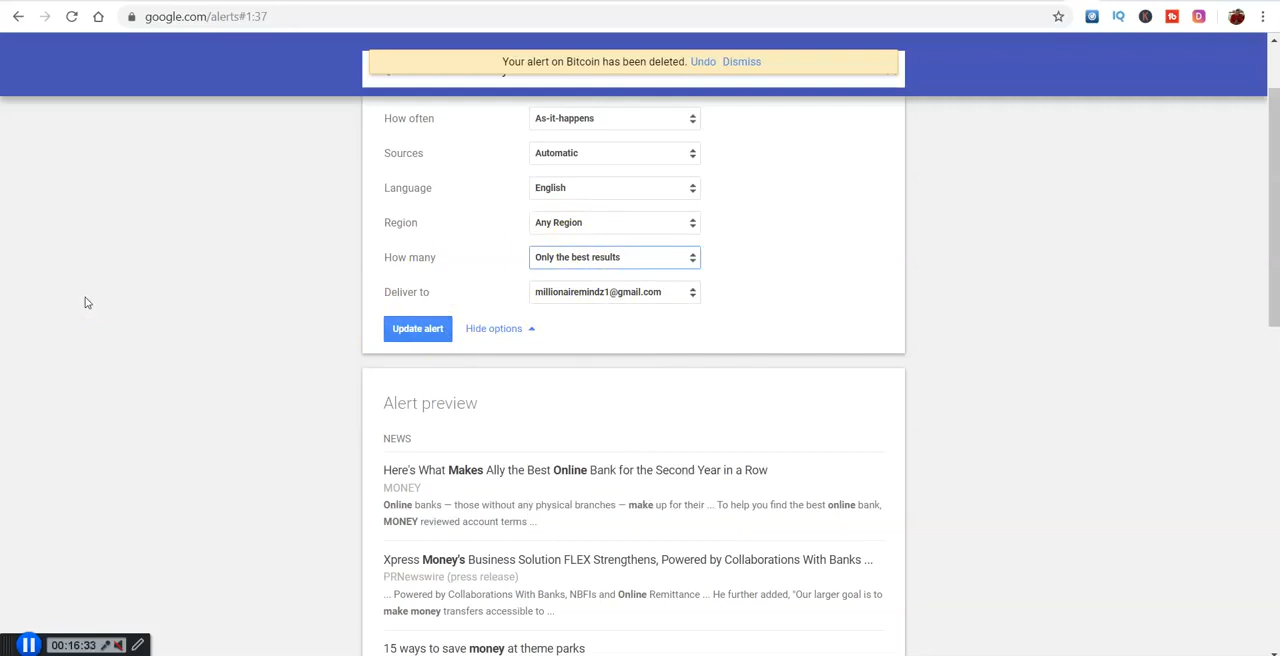 google.com/alerts#1:37
Your alert on Bitcoin has been deleted. Undo Dismiss
How often As-it-happens
Sources Automatic
Language English
Region Any Region
How many Only the best results
Deliver to millionairemindz1@gmail.com
Update alert Hide options
Alert preview
NEWS
Here's What Makes Ally the Best Online Bank for the Second Year in a Row
MONEY
Online banks — those without any physical branches — make up for their ... To help you find the best online bank,
MONEY reviewed account terms ...
Xpress Money's Business Solution FLEX Strengthens, Powered by Collaborations With Banks ...
PRNewswire (press release)
... Powered by Collaborations With Banks, NBFIs and Online Remittance ... He further added, "Our larger goal is to
make money transfers accessible to ...
15 ways to save money at theme parks
00:16:33